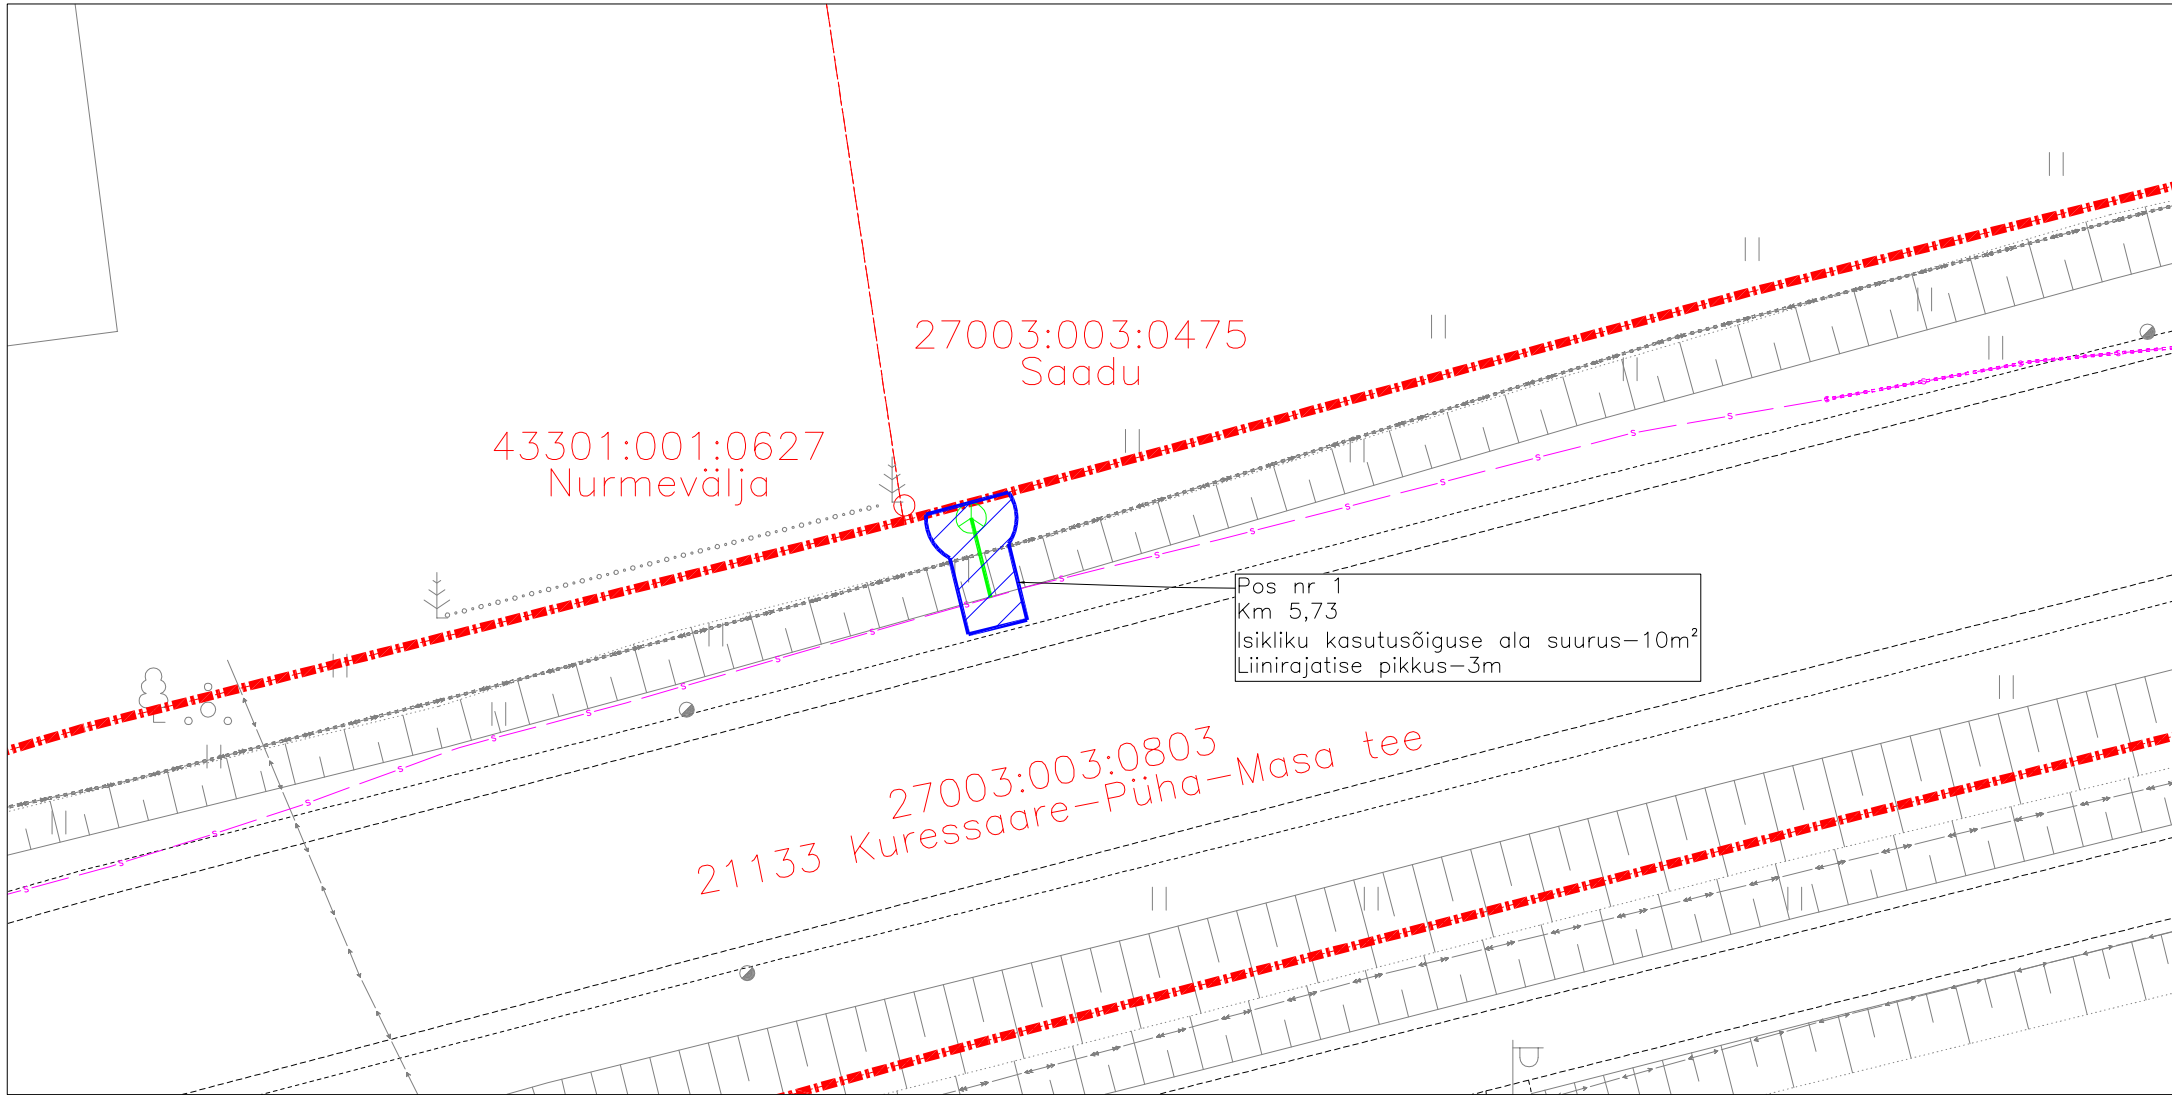 27003:003:0475
Saadu
43301:001:0627
Nurmevälja
Pos nr 1
Km 5,73
Isikliku kasutusõiguse ala suurus-10m²
Liinirajatise pikkus-3m
27003:003:0803
21133 Kuressaare-Püha-Masa tee